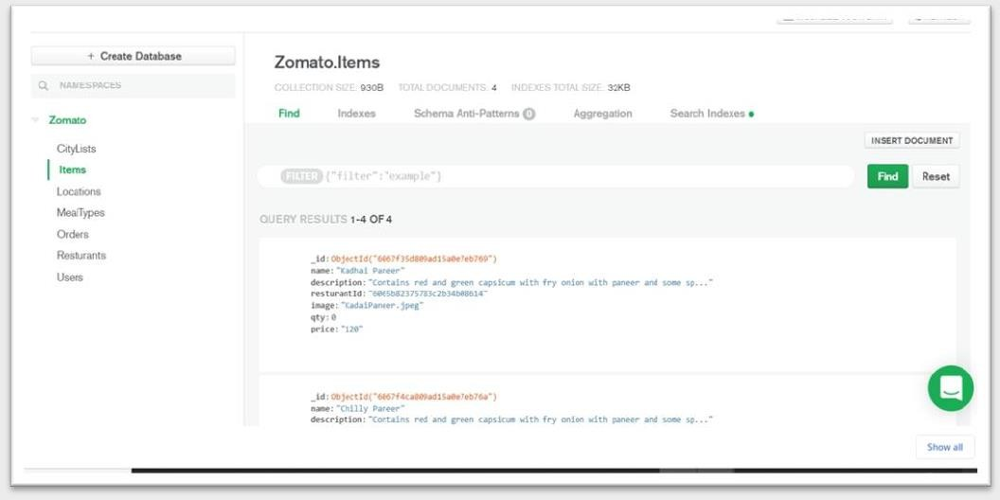 + Create Database
NAMESPACES
Zomato
CityLists
Items
Locations
MealTypes
Orders
Resturants
Users
Zomato.Items
COLLECTION SIZE: 930B TOTAL DOCUMENTS: 4 INDEXES TOTAL SIZE: 32KB
Find Indexes Schema Anti-Patterns 0 Aggregation Search Indexes
INSERT DOCUMENT
FILTER {"filter":"example"}
Find Reset
QUERY RESULTS 1-4 OF 4
_id:ObjectId("6067f35d809ad15a0e7eb769")
name:"Kadhai Paneer"
description:"Contains red and green capsicum with fry onion with paneer and some sp..."
resturantId:"6065b82375783c2b34b08614"
image:"KadaiPaneer.jpeg"
qty:0
price:"120"
_id:ObjectId("6067f4ca809ad15a0e7eb76a")
name:"Chilly Paneer"
description:"Contains red and green capsicum with fry onion with paneer and some sp..."
Show all